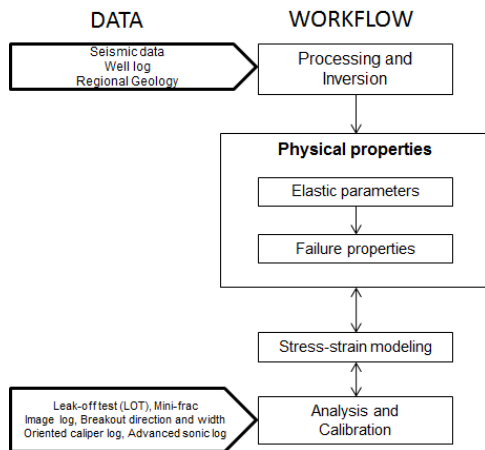 DATA
WORKFLOW
Seismic data
Well log
Regional Geology
Processing and
Inversion
Physical properties
Elastic parameters
Failure properties
Stress-strain modeling
Leak-off test (LOT), Mini-frac
Image log, Breakout direction and width
Oriented caliper log, Advanced sonic log
Analysis and
Calibration